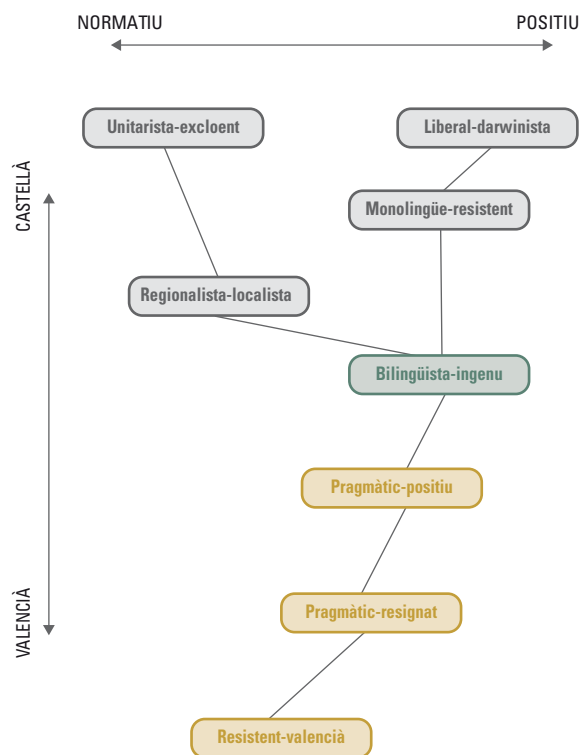 NORMATIU
POSITIU
Unitarista-excloent
Liberal-darwinista
CASTELLÀ
Monolingüe-resistent
Regionalista-localista
Bilingüista-ingenu
Pragmàtic-positiu
Pragmàtic-resignat
VALENCIÀ
Resistent-valencià